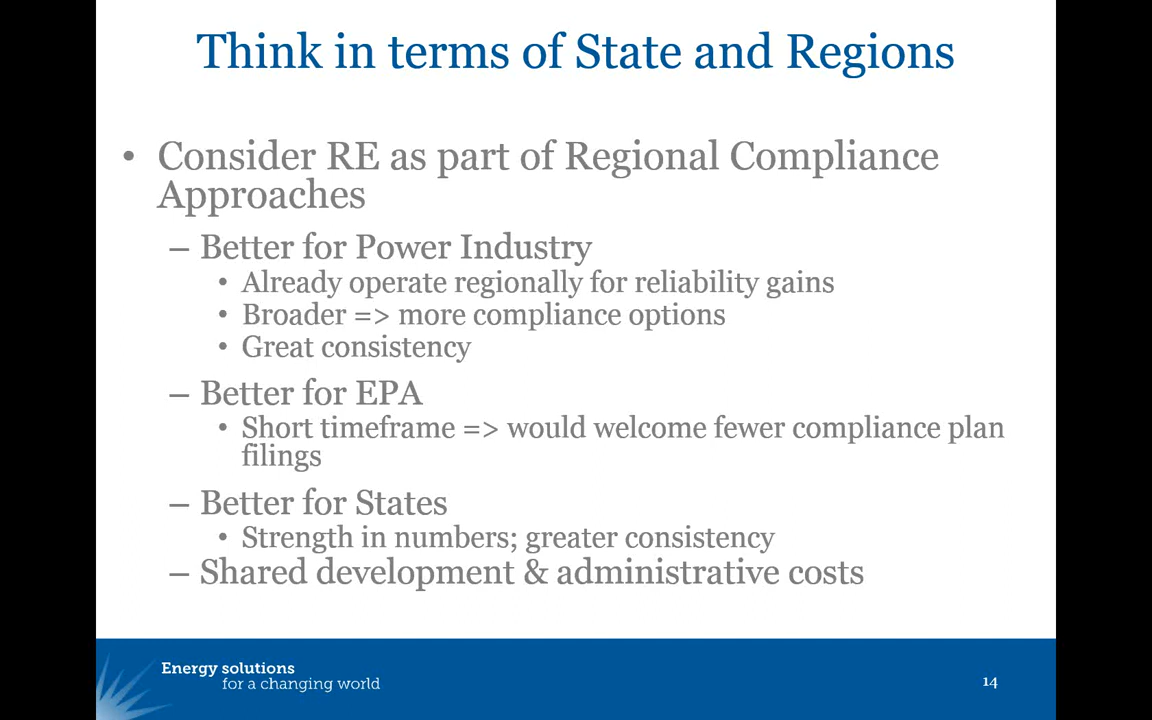 Think in terms of State and Regions
• Consider RE as part of Regional Compliance
Approaches
– Better for Power Industry
• Already operate regionally for reliability gains
• Broader => more compliance options
• Great consistency
– Better for EPA
• Short timeframe => would welcome fewer compliance plan
filings
– Better for States
• Strength in numbers; greater consistency
– Shared development & administrative costs
Energy solutions
for a changing world
14